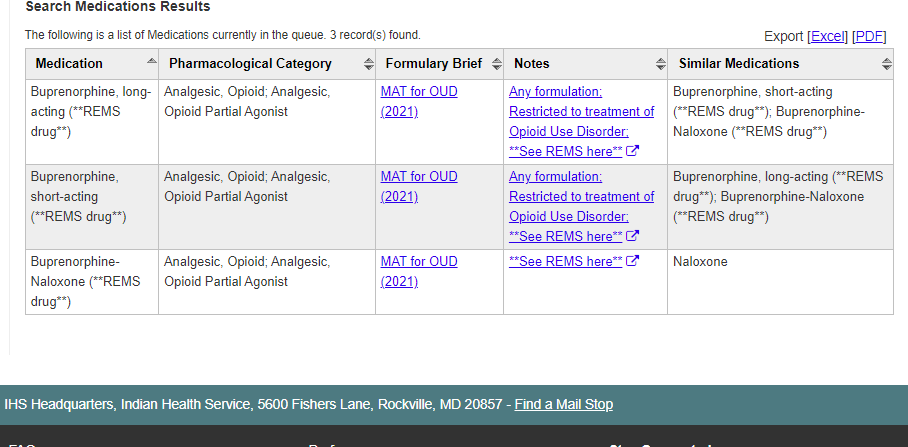 Search Medications Results
The following is a list of Medications currently in the queue. 3 record(s) found.
Export [Excel] [PDF]
Medication Pharmacological Category Formulary Brief Notes Similar Medications
Buprenorphine, long-
acting (**REMS
drug**)
Analgesic, Opioid; Analgesic,
Opioid Partial Agonist
MAT for OUD
(2021)
Any formulation:
Restricted to treatment of
Opioid Use Disorder;
**See REMS here**
Buprenorphine, short-acting
(**REMS drug**); Buprenorphine-
Naloxone (**REMS drug**)
Buprenorphine,
short-acting
(**REMS drug**)
Analgesic, Opioid; Analgesic,
Opioid Partial Agonist
MAT for OUD
(2021)
Any formulation:
Restricted to treatment of
Opioid Use Disorder;
**See REMS here**
Buprenorphine, long-acting (**REMS
drug**); Buprenorphine-Naloxone
(**REMS drug**)
Buprenorphine-
Naloxone (**REMS
drug**)
Analgesic, Opioid; Analgesic,
Opioid Partial Agonist
MAT for OUD
(2021)
**See REMS here**
Naloxone
IHS Headquarters, Indian Health Service, 5600 Fishers Lane, Rockville, MD 20857 - Find a Mail Stop